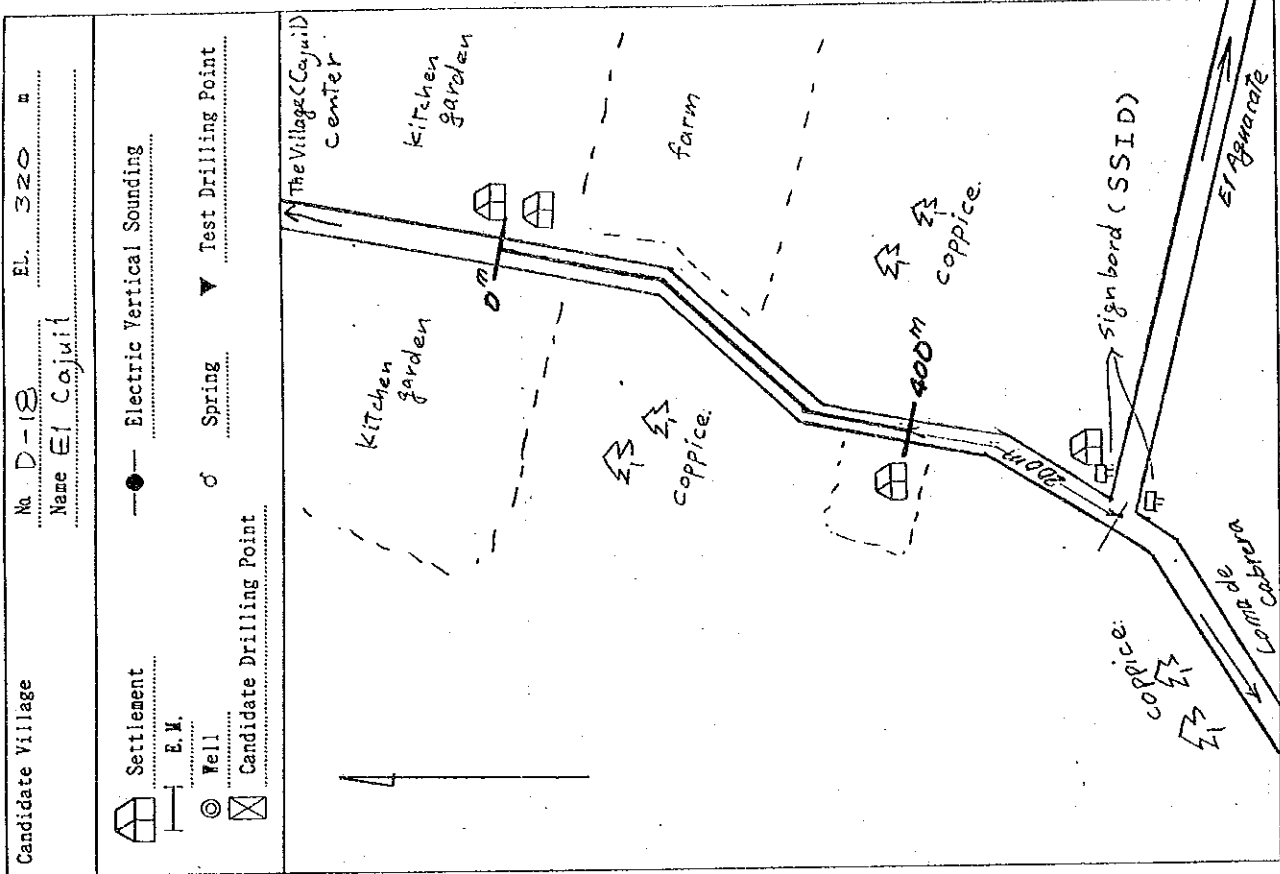 Candidate Village
No. D-18 EL. 320 m
Name El Cajuil
Settlement
Electric Vertical Sounding
E.M.
Well
Spring
Test Drilling Point
Candidate Drilling Point
The Village (Cajuil)
center
kitchen
garden
0m
Kitchen
garden
farm
coppice.
coppice.
400m
200m
Signbord (SSID)
El Aguacate
coppice.
Loma de
Cabrera